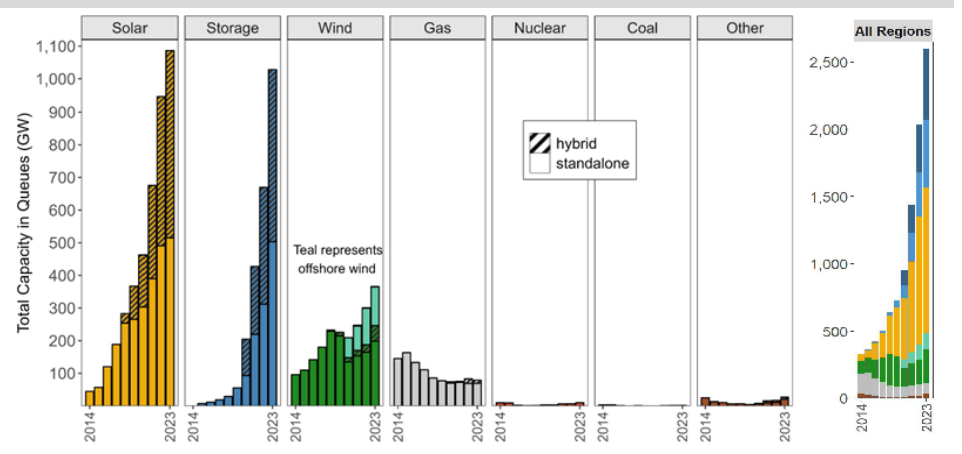 Solar Storage Wind Gas Nuclear Coal Other
All Regions
Total Capacity in Queues (GW)
1,100
1,000
900
800
700
600
500
400
300
200
100
hybrid
standalone
Teal represents
offshore wind
2,500
2,000
1,500
1,000
500
0
2014 2023 2014 2023 2014 2023 2014 2023 2014 2023 2014 2023 2014 2023 2014 2023